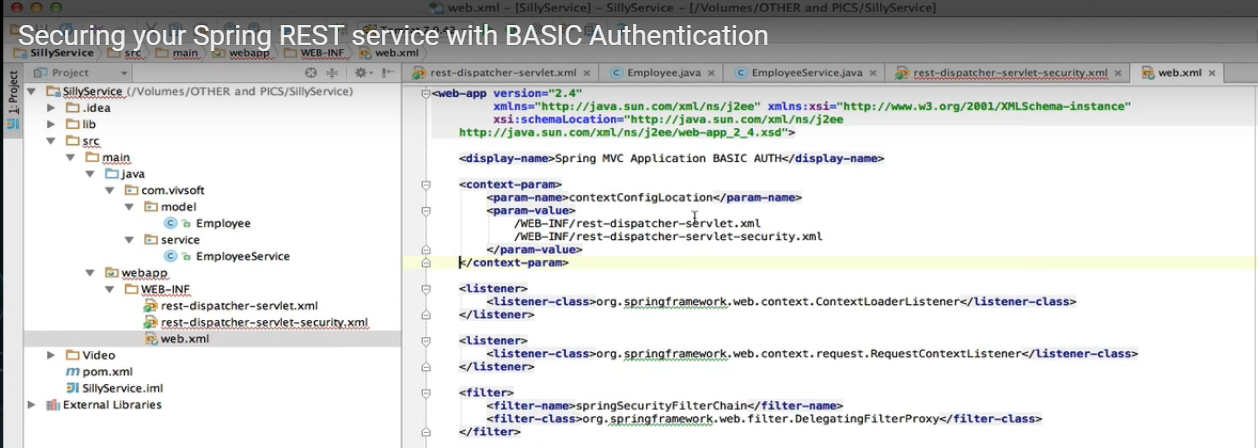 web.xml - [SillyService] - SillyService - [/Volumes/OTHER and PICS/SillyService]
Securing your Spring REST service with BASIC Authentication
SillyService src main webapp WEB-INF web.xml
1: Project
Project
rest-dispatcher-servlet.xml Employee.java EmployeeService.java rest-dispatcher-servlet-security.xml web.xml
SillyService (/Volumes/OTHER and PICS/SillyService)
.idea
lib
src
main
java
com.vivsoft
model
Employee
service
EmployeeService
webapp
WEB-INF
rest-dispatcher-servlet.xml
rest-dispatcher-servlet-security.xml
web.xml
Video
pom.xml
SillyService.iml
External Libraries
<web-app version="2.4"
xmlns="http://java.sun.com/xml/ns/j2ee" xmlns:xsi="http://www.w3.org/2001/XMLSchema-instance"
xsi:schemaLocation="http://java.sun.com/xml/ns/j2ee
http://java.sun.com/xml/ns/j2ee/web-app_2_4.xsd">
<display-name>Spring MVC Application BASIC AUTH</display-name>
<context-param>
<param-name>contextConfigLocation</param-name>
<param-value>
/WEB-INF/rest-dispatcher-servlet.xml
/WEB-INF/rest-dispatcher-servlet-security.xml
</param-value>
</context-param>
<listener>
<listener-class>org.springframework.web.context.ContextLoaderListener</listener-class>
</listener>
<listener>
<listener-class>org.springframework.web.context.request.RequestContextListener</listener-class>
</listener>
<filter>
<filter-name>springSecurityFilterChain</filter-name>
<filter-class>org.springframework.web.filter.DelegatingFilterProxy</filter-class>
</filter>